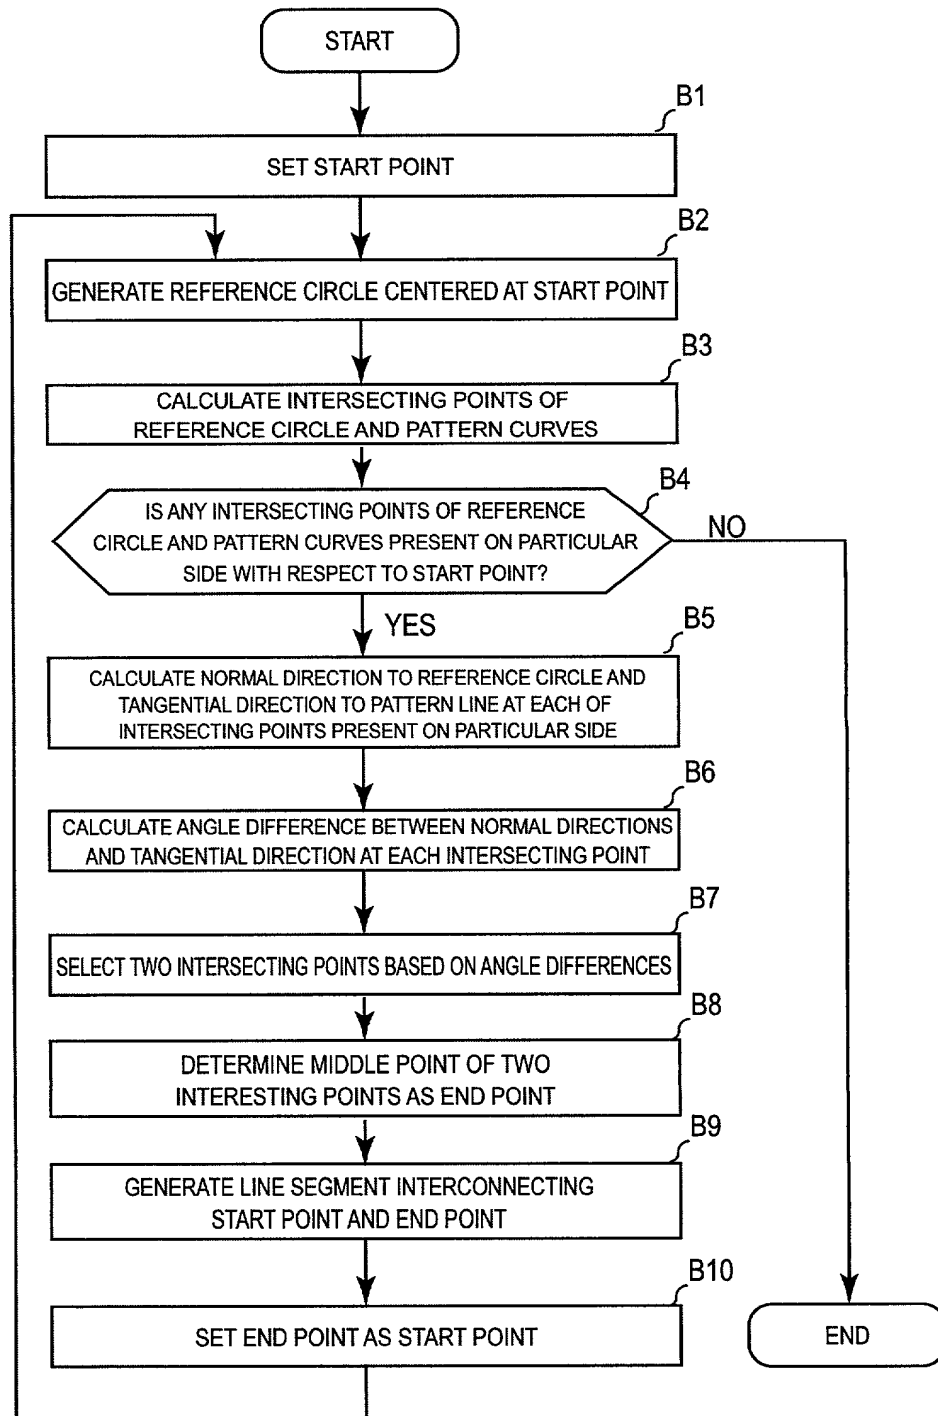 START
B1
SET START POINT
B2
GENERATE REFERENCE CIRCLE CENTERED AT START POINT
B3
CALCULATE INTERSECTING POINTS OF
REFERENCE CIRCLE AND PATTERN CURVES
B4
IS ANY INTERSECTING POINTS OF REFERENCE
CIRCLE AND PATTERN CURVES PRESENT ON PARTICULAR
SIDE WITH RESPECT TO START POINT?
NO
YES
B5
CALCULATE NORMAL DIRECTION TO REFERENCE CIRCLE AND
TANGENTIAL DIRECTION TO PATTERN LINE AT EACH OF
INTERSECTING POINTS PRESENT ON PARTICULAR SIDE
B6
CALCULATE ANGLE DIFFERENCE BETWEEN NORMAL DIRECTIONS
AND TANGENTIAL DIRECTION AT EACH INTERSECTING POINT
B7
SELECT TWO INTERSECTING POINTS BASED ON ANGLE DIFFERENCES
B8
DETERMINE MIDDLE POINT OF TWO
INTERESTING POINTS AS END POINT
B9
GENERATE LINE SEGMENT INTERCONNECTING
START POINT AND END POINT
B10
SET END POINT AS START POINT
END